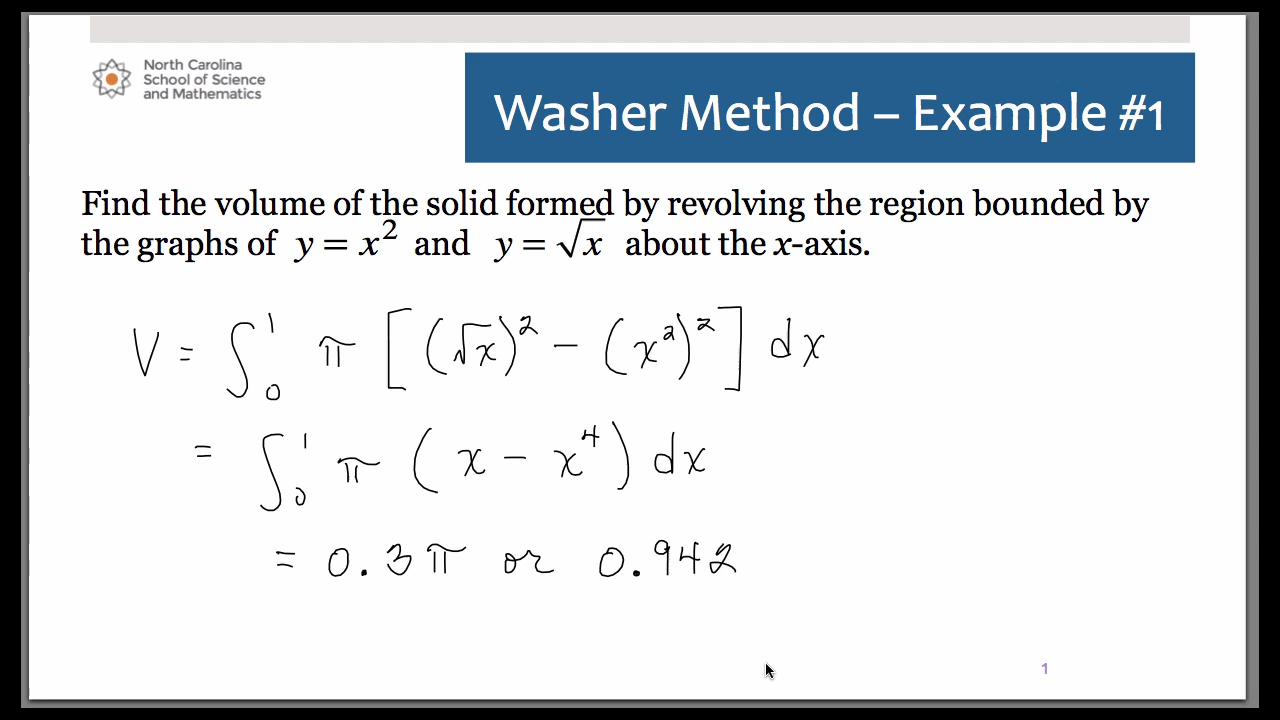 North Carolina
School of Science
and Mathematics
Washer Method – Example #1
Find the volume of the solid formed by revolving the region bounded by
the graphs of y = x² and y = √x about the x-axis.
V = ∫₀¹ π [(√x)² − (x²)²] dx
= ∫₀¹ π (x − x⁴) dx
= 0.3π or 0.942
1